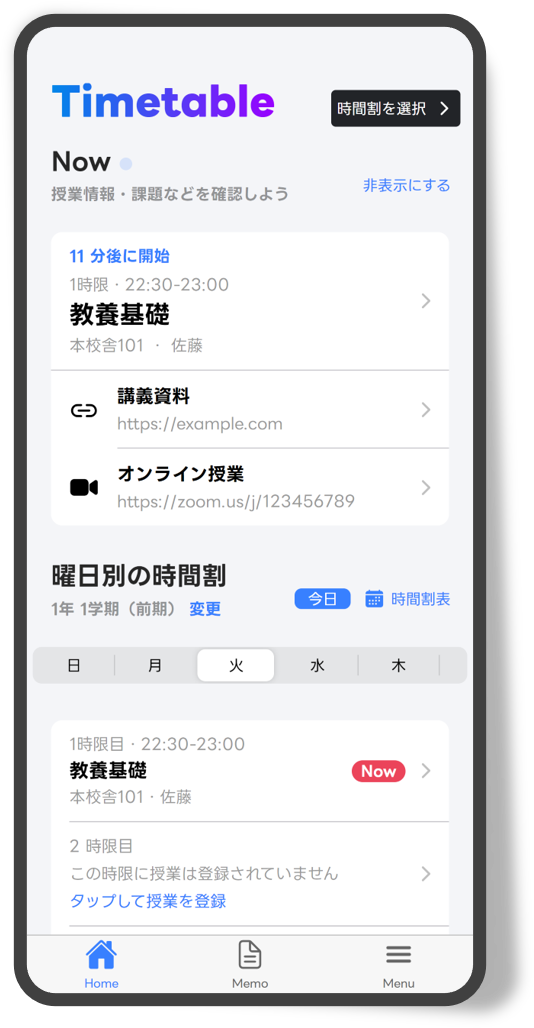 Timetable
時間割を選択
Now
授業情報・課題などを確認しよう
非表示にする
11 分後に開始
1時限・22:30-23:00
教養基礎
本校舎101 ・ 佐藤
講義資料
https://example.com
オンライン授業
https://zoom.us/j/123456789
曜日別の時間割
1年 1学期（前期） 変更
今日
時間割表
日 月 火 水 木
1時限目・22:30-23:00
教養基礎
Now
本校舎101・佐藤
2 時限目
この時限に授業は登録されていません
タップして授業を登録
Home Memo Menu